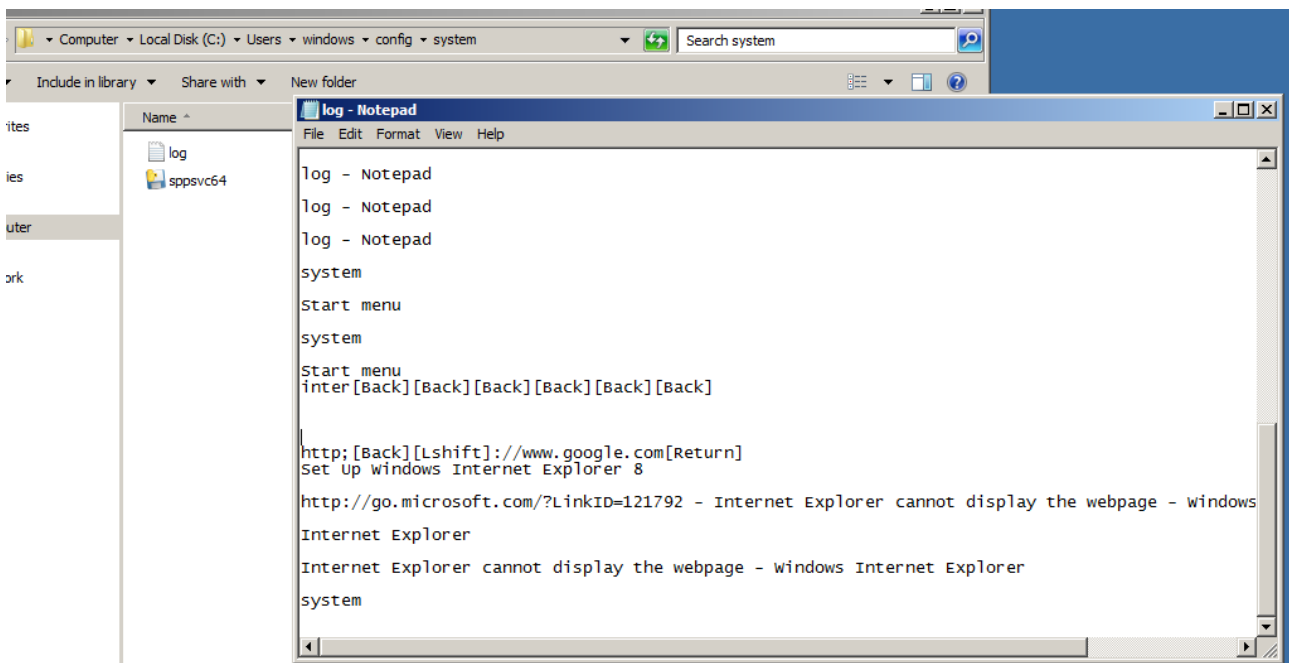 Computer Local Disk (C:) Users windows config system Search system
Include in library Share with New folder
Name
log
sppsvc64
rites
ies
uter
ork
log - Notepad
File Edit Format View Help
log - Notepad
log - Notepad
log - Notepad
system
Start menu
system
Start menu
inter[Back][Back][Back][Back][Back][Back]
http;[Back][Lshift]://www.google.com[Return]
Set Up Windows Internet Explorer 8
http://go.microsoft.com/?LinkID=121792 - Internet Explorer cannot display the webpage - Windows
Internet Explorer
Internet Explorer cannot display the webpage - Windows Internet Explorer
system